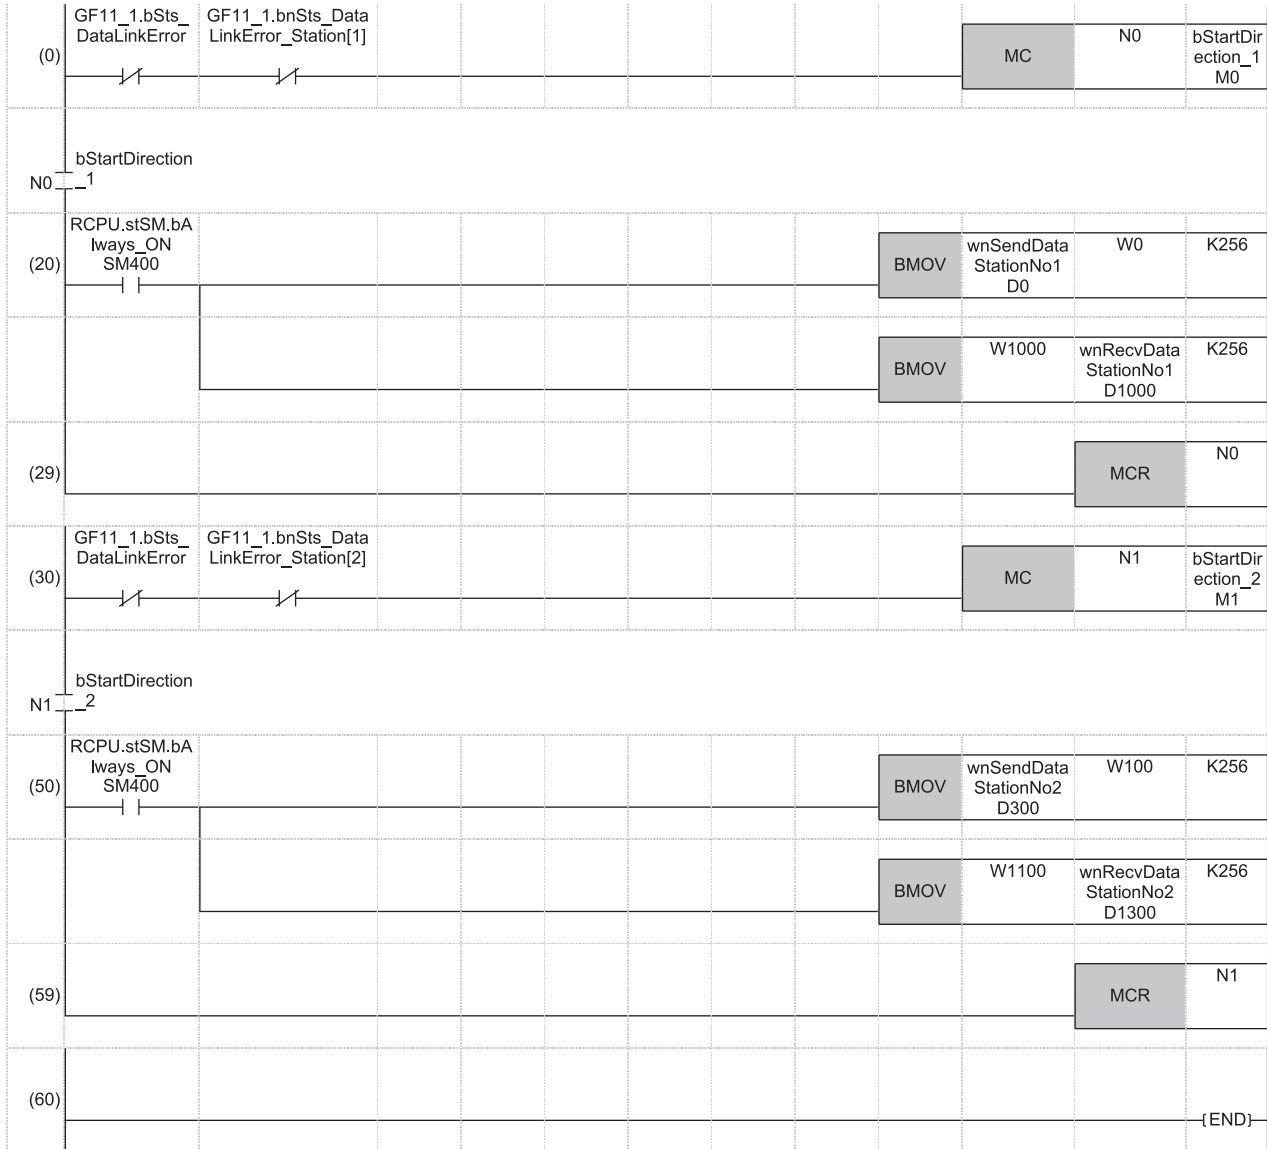 GF11_1.bSts_
DataLinkError
GF11_1.bnSts_Data
LinkError_Station[1]
(0)
MC
N0
bStartDir
ection_1
M0
bStartDirection
_1
N0
RCPU.stSM.bA
lways_ON
SM400
(20)
BMOV
wnSendData
StationNo1
D0
W0
K256
BMOV
W1000
wnRecvData
StationNo1
D1000
K256
(29)
MCR
N0
GF11_1.bSts_
DataLinkError
GF11_1.bnSts_Data
LinkError_Station[2]
(30)
MC
N1
bStartDir
ection_2
M1
bStartDirection
_2
N1
RCPU.stSM.bA
lways_ON
SM400
(50)
BMOV
wnSendData
StationNo2
D300
W100
K256
BMOV
W1100
wnRecvData
StationNo2
D1300
K256
(59)
MCR
N1
(60)
[END]